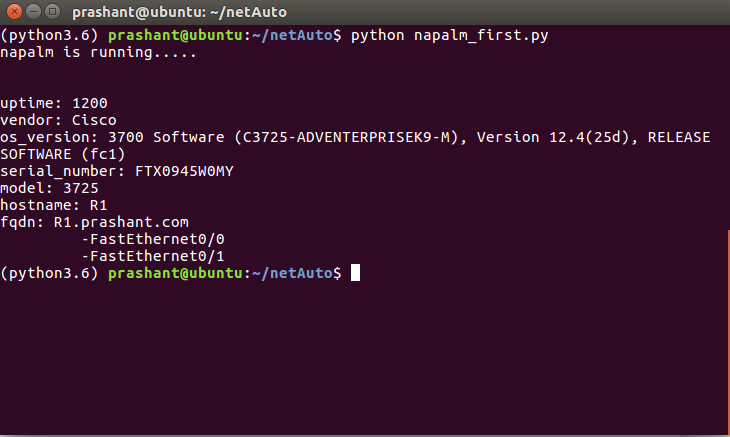 prashant@ubuntu: ~/netAuto
(python3.6) prashant@ubuntu:~/netAuto$ python napalm_first.py
napalm is running.....
uptime: 1200
vendor: Cisco
os_version: 3700 Software (C3725-ADVENTERPRISEK9-M), Version 12.4(25d), RELEASE
SOFTWARE (fc1)
serial_number: FTX0945W0MY
model: 3725
hostname: R1
fqdn: R1.prashant.com
-FastEthernet0/0
-FastEthernet0/1
(python3.6) prashant@ubuntu:~/netAuto$